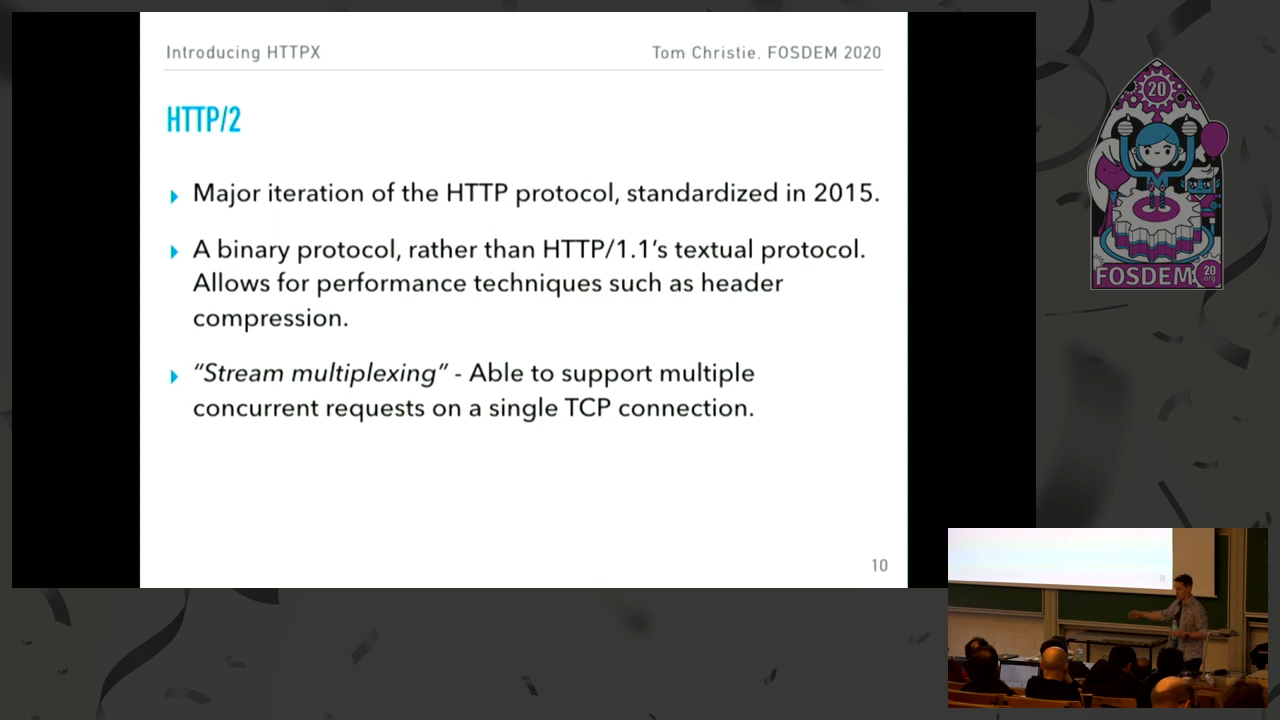 Introducing HTTPX
Tom Christie, FOSDEM 2020
HTTP/2
Major iteration of the HTTP protocol, standardized in 2015.
A binary protocol, rather than HTTP/1.1’s textual protocol.
Allows for performance techniques such as header
compression.
“Stream multiplexing” - Able to support multiple
concurrent requests on a single TCP connection.
10
20
FOSDEM
20
org
10